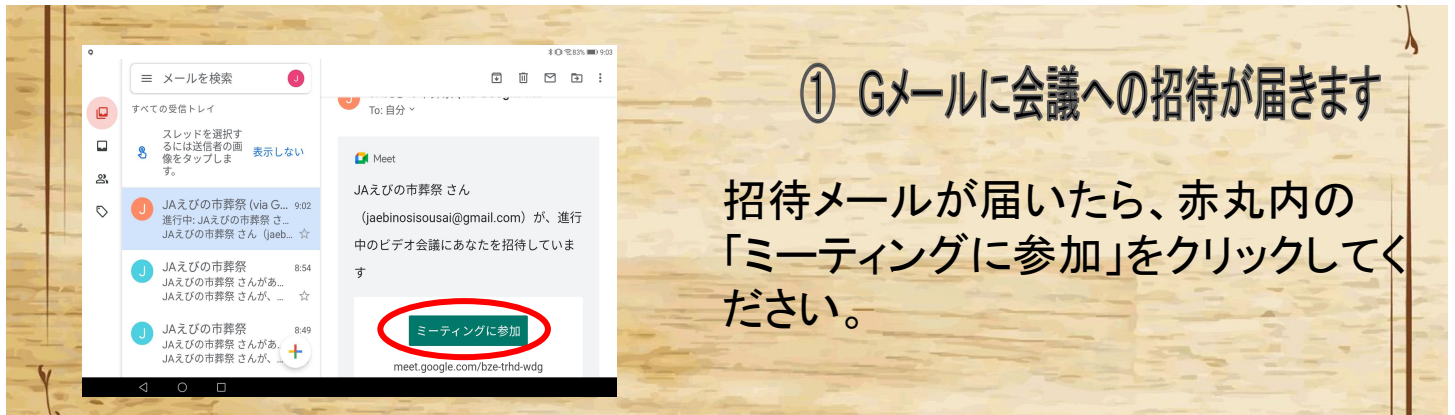 83% 9:03
メールを検索
J
すべての受信トレイ
スレッドを選択す
るには送信者の画
像をタップしま
す。
表示しない
J
JAえびの市葬祭 (via G... 9:02
進行中: JAえびの市葬祭 さ...
JAえびの市葬祭 さん（jaeb...
J
JAえびの市葬祭 8:54
JAえびの市葬祭 さんがあ...
JAえびの市葬祭 さんが、...
J
JAえびの市葬祭 8:49
JAえびの市葬祭 さんがあ...
JAえびの市葬祭 さんが、...
To: 自分
Meet
JAえびの市葬祭 さん
（jaebinosisousai@gmail.com）が、進行
中のビデオ会議にあなたを招待していま
す
ミーティングに参加
meet.google.com/bze-trhd-wdg
① Gメールに会議への招待が届きます
招待メールが届いたら、赤丸内の
「ミーティングに参加」をクリックしてく
ださい。